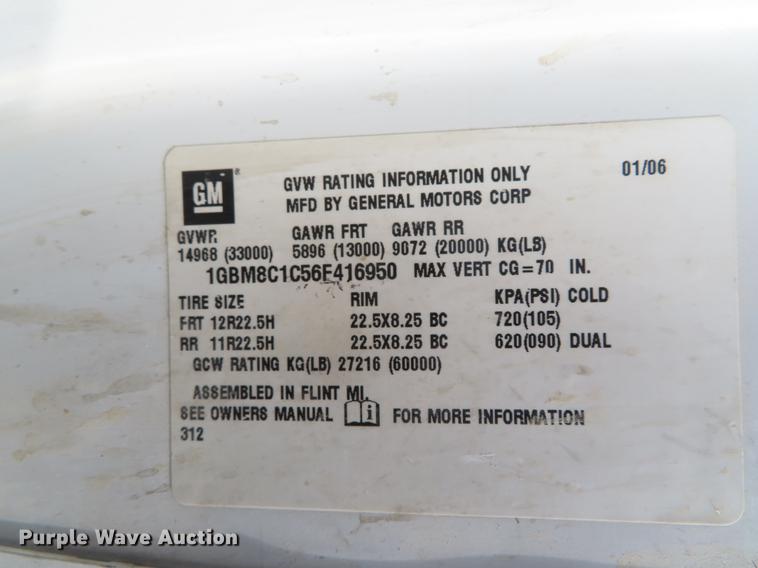 GM®
GVW RATING INFORMATION ONLY 01/06
MFD BY GENERAL MOTORS CORP
GVWR GAWR FRT GAWR RR
14968 (33000) 5896 (13000) 9072 (20000) KG(LB)
1GBM8C1C56F416950 MAX VERT CG=70 IN.
TIRE SIZE RIM KPA(PSI) COLD
FRT 12R22.5H 22.5X8.25 BC 720(105)
RR 11R22.5H 22.5X8.25 BC 620(090) DUAL
GCW RATING KG(LB) 27216 (60000)
ASSEMBLED IN FLINT MI.
SEE OWNERS MANUAL i FOR MORE INFORMATION
312
Purple Wave Auction